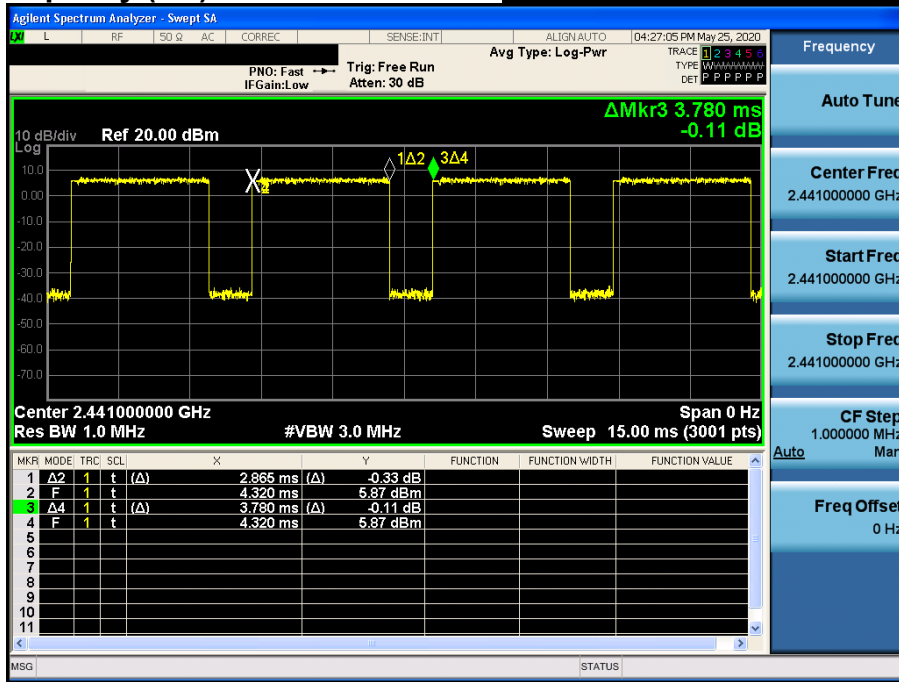 Agilent Spectrum Analyzer - Swept SA
LXI L RF 50 Ω AC CORREC SENSE:INT ALIGN AUTO 04:27:05 PM May 25, 2020
Avg Type: Log-Pwr
TRACE 1 2 3 4 5 6
TYPE
DET P P P P P P
PNO: Fast Trig: Free Run
IFGain:Low Atten: 30 dB
Frequency
Auto Tune
ΔMkr3 3.780 ms
-0.11 dB
10 dB/div Ref 20.00 dBm
Log
1Δ2 3Δ4
X
10.0
0.00
-10.0
-20.0
-30.0
-40.0
-50.0
-60.0
-70.0
Center Freq
2.441000000 GHz
Start Freq
2.441000000 GHz
Stop Freq
2.441000000 GHz
CF Step
1.000000 MHz
Auto Man
Freq Offset
0 Hz
Center 2.441000000 GHz Span 0 Hz
Res BW 1.0 MHz #VBW 3.0 MHz Sweep 15.00 ms (3001 pts)
MKR MODE TRC SCL X Y FUNCTION FUNCTION WIDTH FUNCTION VALUE
1 Δ2 1 t (Δ) 2.865 ms (Δ) -0.33 dB
2 F 1 t 4.320 ms 5.87 dBm
3 Δ4 1 t (Δ) 3.780 ms (Δ) -0.11 dB
4 F 1 t 4.320 ms 5.87 dBm
5
6
7
8
9
10
11
MSG STATUS